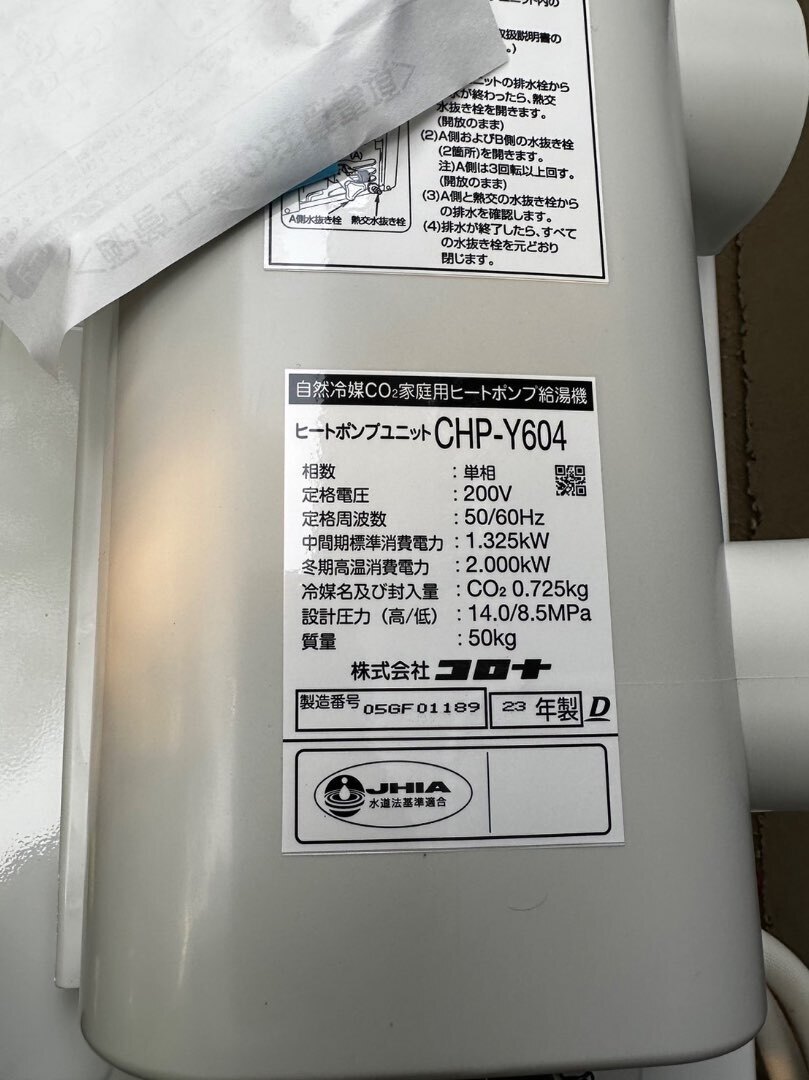 取扱説明書の
。)
ニットの排水栓から
水が終わったら、熱交
水抜き栓を開きます。
(開放のまま)
(2)A側およびB側の水抜き栓
(2箇所)を開きます。
注)A側は3回転以上回す。
(開放のまま)
(3)A側と熱交の水抜き栓から
の排水を確認します。
(4)排水が終了したら、すべて
の水抜き栓を元どおり
閉じます。
(A)
A側水抜き栓 熱交水抜き栓
自然冷媒CO₂家庭用ヒートポンプ給湯機
ヒートポンプユニット CHP-Y604
相数 : 単相
定格電圧 : 200V
定格周波数 : 50/60Hz
中間期標準消費電力 : 1.325kW
冬期高温消費電力 : 2.000kW
冷媒名及び封入量 : CO₂ 0.725kg
設計圧力(高/低) : 14.0/8.5MPa
質量 : 50kg
株式会社 コロナ
製造番号 05GF01189 23 年製 D
JHIA
水道法基準適合